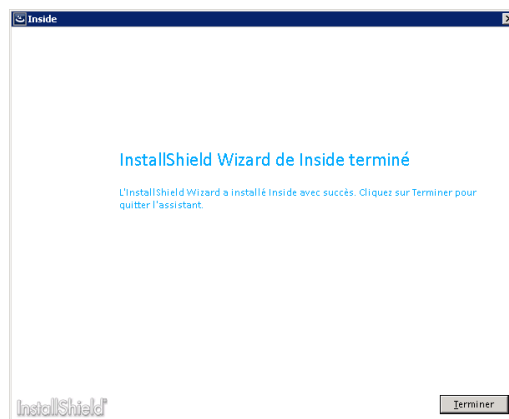 Inside
InstallShield Wizard de Inside terminé
L'InstallShield Wizard a installé Inside avec succès. Cliquez sur Terminer pour
quitter l'assistant.
InstallShield
Terminer